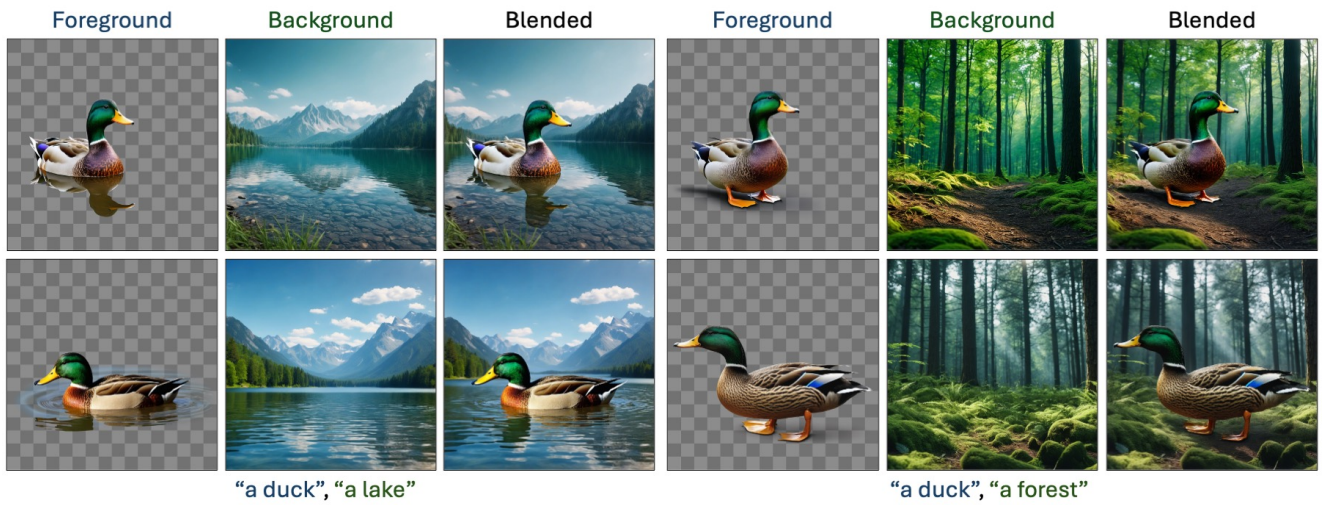 Foreground Background Blended Foreground Background Blended
“a duck”, “a lake” “a duck”, “a forest”